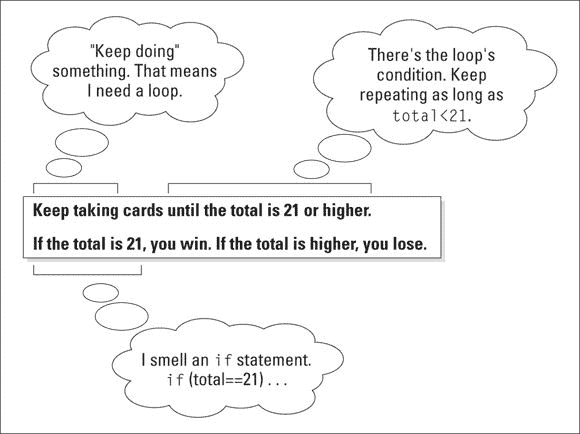 "Keep doing"
something. That means
I need a loop.
There's the loop's
condition. Keep
repeating as long as
total<21.
Keep taking cards until the total is 21 or higher.
If the total is 21, you win. If the total is higher, you lose.
I smell an if statement.
if (total==21) . . .